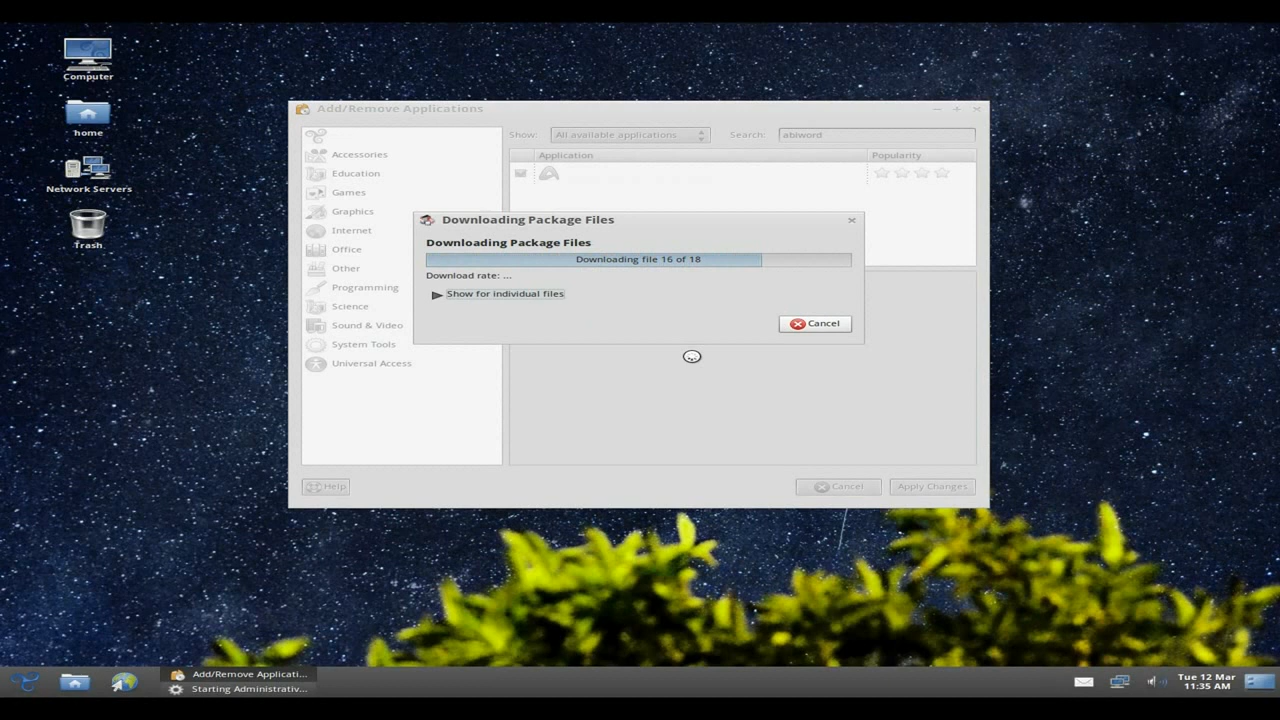 Computer
home
Network Servers
Trash
Add/Remove Applications
Show: All available applications Search: abiword
Application Popularity
Accessories
Education
Games
Graphics
Internet
Office
Other
Programming
Science
Sound & Video
System Tools
Universal Access
Downloading Package Files
Downloading Package Files
Downloading file 16 of 18
Download rate: ...
Show for individual files
Cancel
Help Cancel Apply Changes
Add/Remove Applicati...
Starting Administrativ...
Tue 12 Mar
11:35 AM